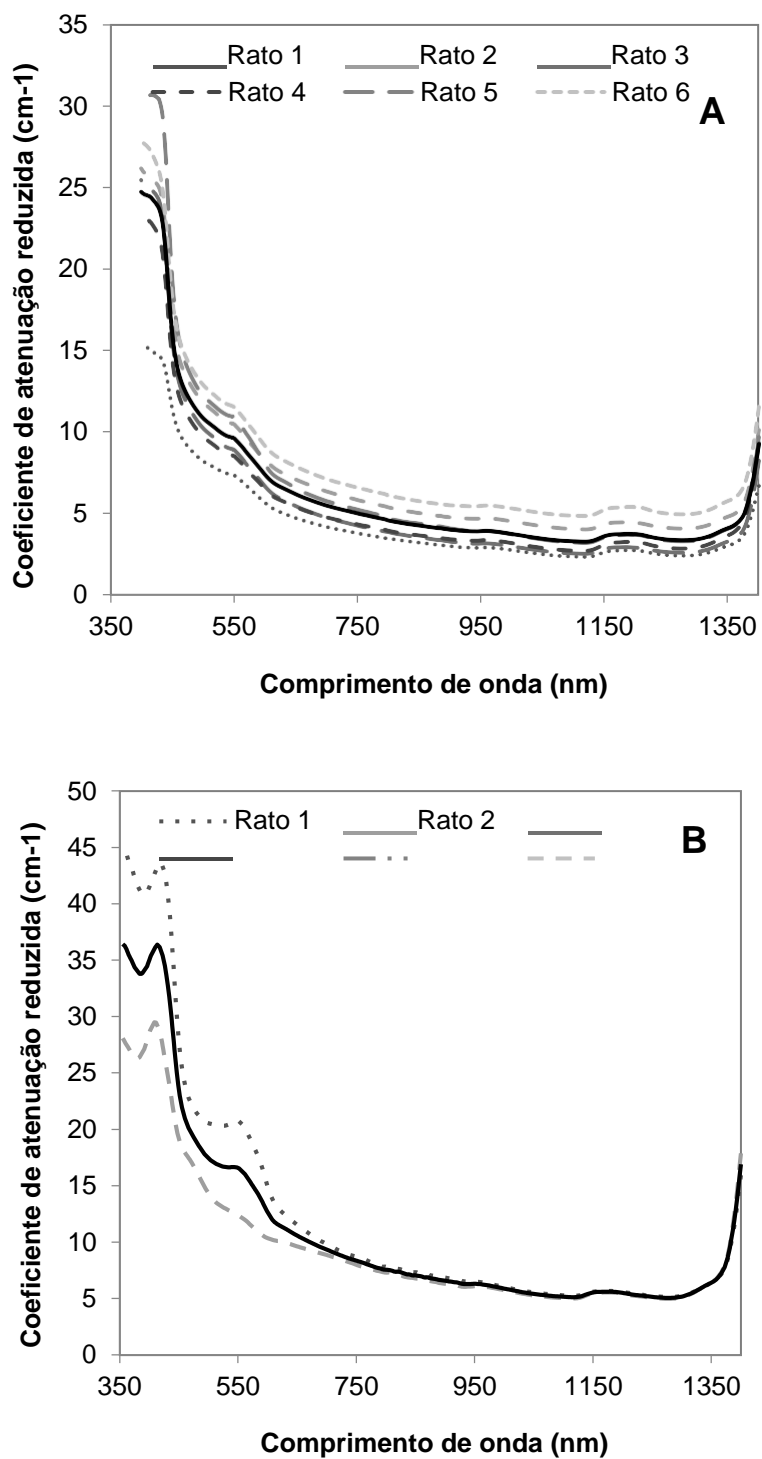 35
30
25
20
15
10
5
0
Coeficiente de atenuação reduzida (cm-1)
Rato 1 Rato 2 Rato 3
Rato 4 Rato 5 Rato 6
A
350 550 750 950 1150 1350
Comprimento de onda (nm)
50
45
40
35
30
25
20
15
10
5
0
Coeficiente de atenuação reduzida (cm-1)
Rato 1 Rato 2
B
350 550 750 950 1150 1350
Comprimento de onda (nm)